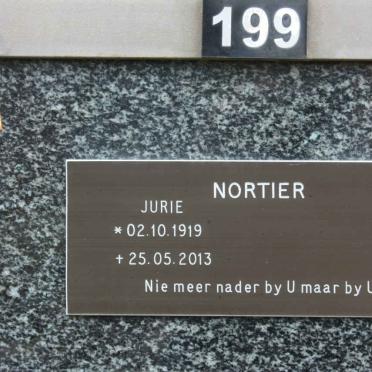 199
NORTIER
JURIE
* 02.10.1919
+ 25.05.2013
Nie meer nader by U maar by U